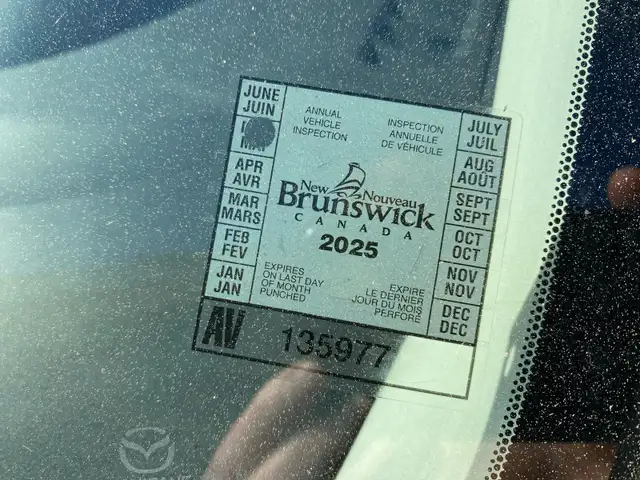 JUNE
JUIN
MAI
APR
AVR
MAR
MARS
FEB
FEV
JAN
JAN
ANNUAL
VEHICLE
INSPECTION
INSPECTION
ANNUELLE
DE VÉHICULE
New Nouveau
Brunswick
CANADA
2025
EXPIRES
ON LAST DAY
OF MONTH
PUNCHED
EXPIRE
LE DERNIER
JOUR DU MOIS
PERFORÉ
JULY
JUIL
AUG
AOÛT
SEPT
SEPT
OCT
OCT
NOV
NOV
DEC
DEC
AV 135977